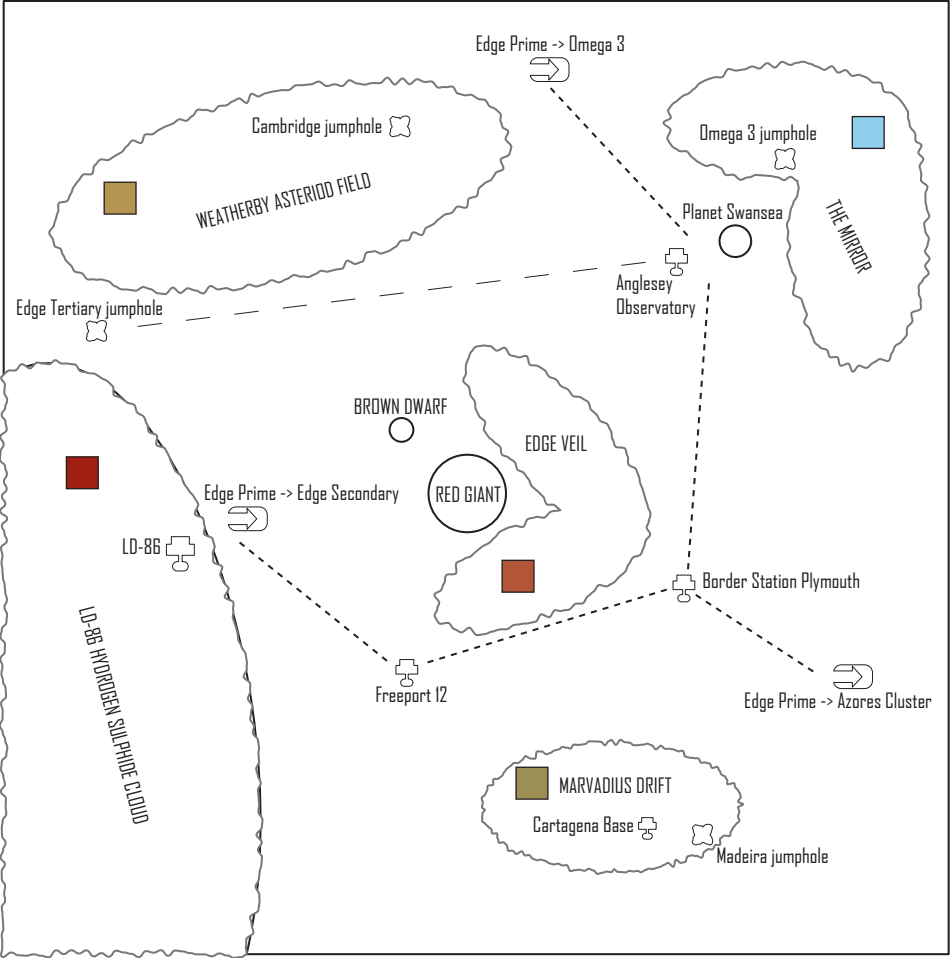 Edge Prime -> Omega 3
Cambridge jumphole
Omega 3 jumphole
WEATHERBY ASTERIOD FIELD
Planet Swansea
THE MIRROR
Anglesey
Observatory
Edge Tertiary jumphole
BROWN DWARF
EDGE VEIL
Edge Prime -> Edge Secondary
RED GIANT
LD-86
Border Station Plymouth
LD-86 HYDROGEN SULPHIDE CLOUD
Freeport 12
Edge Prime -> Azores Cluster
MARVADIUS DRIFT
Cartagena Base
Madeira jumphole